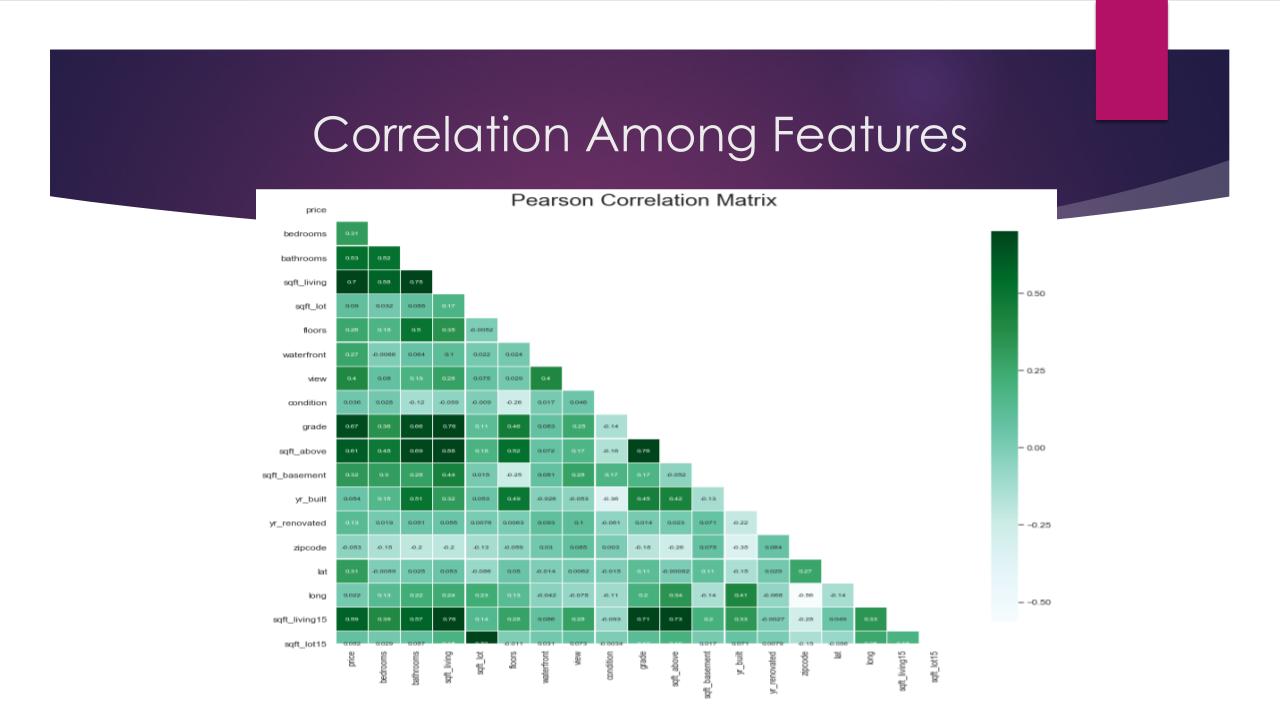 Correlation Among Features
Pearson Correlation Matrix
price
bedrooms 0.31
bathrooms 0.53 0.52
sqft_living 0.7 0.58 0.75
sqft_lot 0.09 0.032 0.088 0.17
floors 0.26 0.18 0.5 0.35 -0.0052
waterfront 0.27 -0.0066 0.064 0.1 0.022 0.024
view 0.4 0.08 0.19 0.28 0.075 0.029 0.4
condition 0.036 0.028 -0.12 -0.059 -0.009 -0.26 0.017 0.046
grade 0.67 0.36 0.66 0.76 0.11 0.46 0.083 0.25 -0.14
sqft_above 0.61 0.48 0.69 0.88 0.18 0.52 0.072 0.17 -0.16 0.76
sqft_basement 0.32 0.3 0.28 0.44 0.015 -0.25 0.081 0.28 0.17 0.17 -0.052
yr_built 0.054 0.15 0.51 0.32 0.053 0.49 -0.026 -0.053 -0.36 0.45 0.42 -0.13
yr_renovated 0.13 0.019 0.051 0.055 0.0076 0.0063 0.093 0.1 -0.061 0.014 0.023 0.071 -0.22
zipcode -0.053 -0.15 -0.2 -0.2 -0.13 -0.059 0.03 0.085 0.003 -0.18 -0.26 0.075 -0.35 0.064
lat 0.31 -0.0089 0.025 0.053 -0.086 0.05 -0.014 0.0062 -0.015 0.11 -0.00082 0.11 -0.15 0.029 0.27
long 0.022 0.13 0.22 0.24 0.23 0.13 -0.042 -0.078 -0.11 0.2 0.34 -0.14 0.41 -0.068 -0.56 -0.14
sqft_living15 0.59 0.39 0.57 0.76 0.14 0.28 0.086 0.28 -0.093 0.71 0.73 0.2 0.33 -0.0027 -0.28 0.049 0.33
sqft_lot15 0.082 0.029 0.087 -0.011 0.031 0.073 -0.0034 0.017 0.071 0.0079 -0.15 -0.086
price bedrooms bathrooms sqft_living sqft_lot floors waterfront view condition grade sqft_above sqft_basement yr_built yr_renovated zipcode lat long sqft_living15 sqft_lot15
0.50
0.25
0.00
-0.25
-0.50